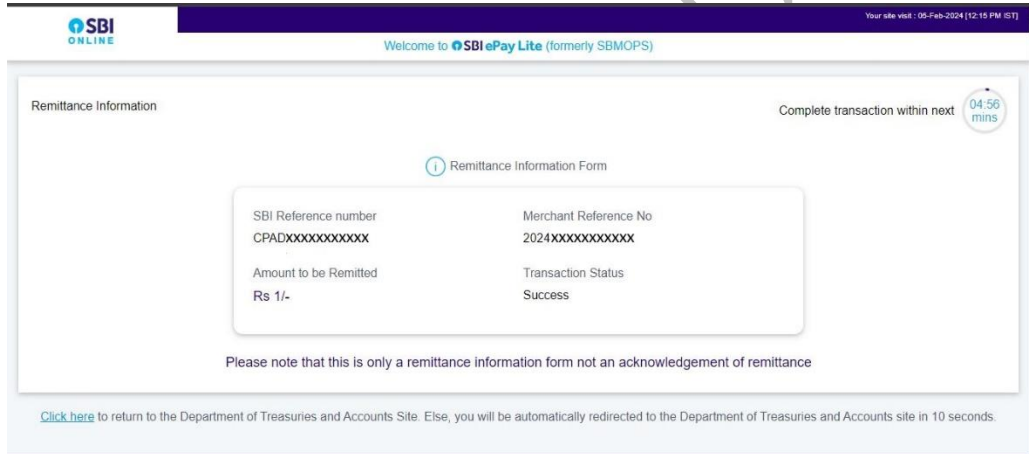 SBI
ONLINE
Your site visit : 05-Feb-2024 [12:15 PM IST]
Welcome to SBI ePay Lite (formerly SBMOPS)
Remittance Information
Complete transaction within next
04:56
mins
i Remittance Information Form
SBI Reference number
CPADXXXXXXXXXXX
Merchant Reference No
2024XXXXXXXXXXX
Amount to be Remitted
Rs 1/-
Transaction Status
Success
Please note that this is only a remittance information form not an acknowledgement of remittance
Click here to return to the Department of Treasuries and Accounts Site. Else, you will be automatically redirected to the Department of Treasuries and Accounts site in 10 seconds.